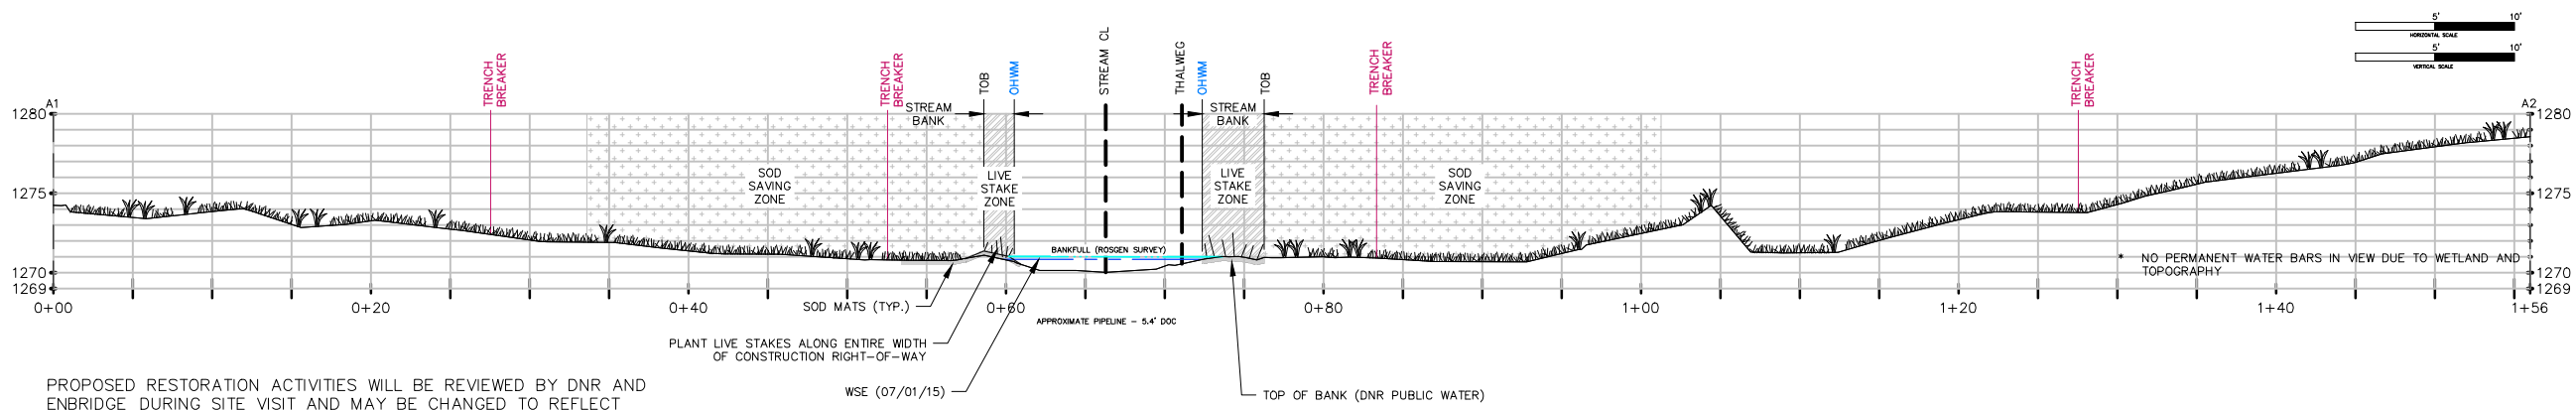 5' 10'
HORIZONTAL SCALE
5' 10'
VERTICAL SCALE
TRENCH
BREAKER
TRENCH
BREAKER
TOB
OHWM
STREAM CL
THALWEG
OHWM
TOB
TRENCH
BREAKER
TRENCH
BREAKER
A1
A2
STREAM
BANK
STREAM
BANK
1280
1280
1275
1275
1270
1270
1269
1269
SOD
SAVING
ZONE
LIVE
STAKE
ZONE
LIVE
STAKE
ZONE
SOD
SAVING
ZONE
BANKFULL (ROSGEN SURVEY)
* NO PERMANENT WATER BARS IN VIEW DUE TO WETLAND AND
TOPOGRAPHY
0+00 0+20 0+40 0+60 0+80 1+00 1+20 1+40 1+56
SOD MATS (TYP.)
APPROXIMATE PIPELINE - 5.4' DOC
PLANT LIVE STAKES ALONG ENTIRE WIDTH
OF CONSTRUCTION RIGHT-OF-WAY
WSE (07/01/15)
TOP OF BANK (DNR PUBLIC WATER)
PROPOSED RESTORATION ACTIVITIES WILL BE REVIEWED BY DNR AND
ENBRIDGE DURING SITE VISIT AND MAY BE CHANGED TO REFLECT